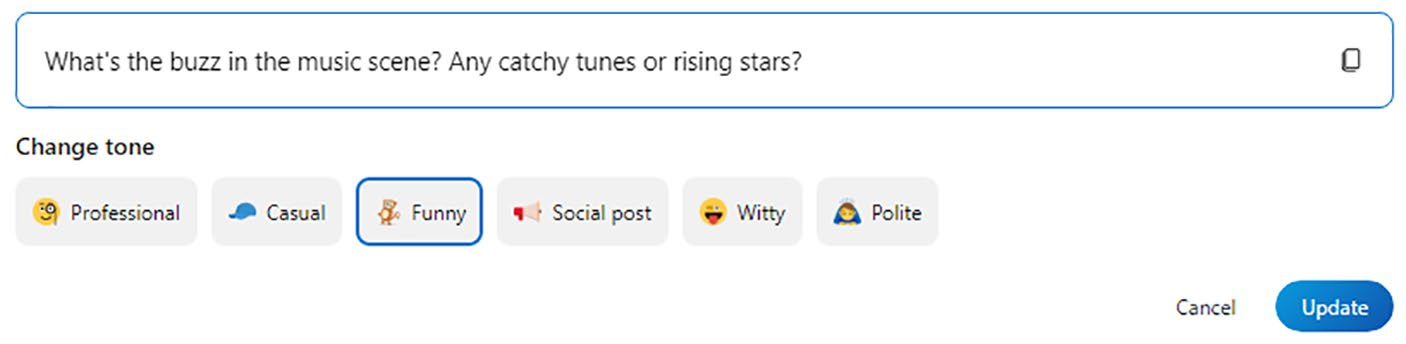 What's the buzz in the music scene? Any catchy tunes or rising stars?
Change tone
Professional Casual Funny Social post Witty Polite
Cancel Update